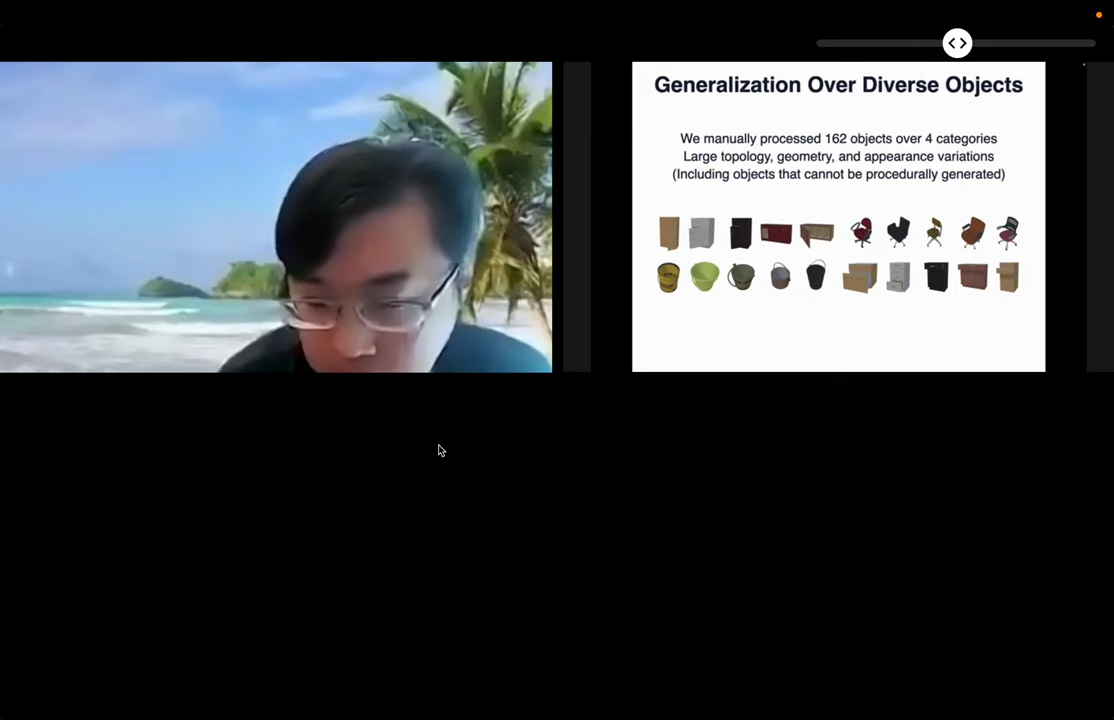 Generalization Over Diverse Objects
We manually processed 162 objects over 4 categories
Large topology, geometry, and appearance variations
(Including objects that cannot be procedurally generated)